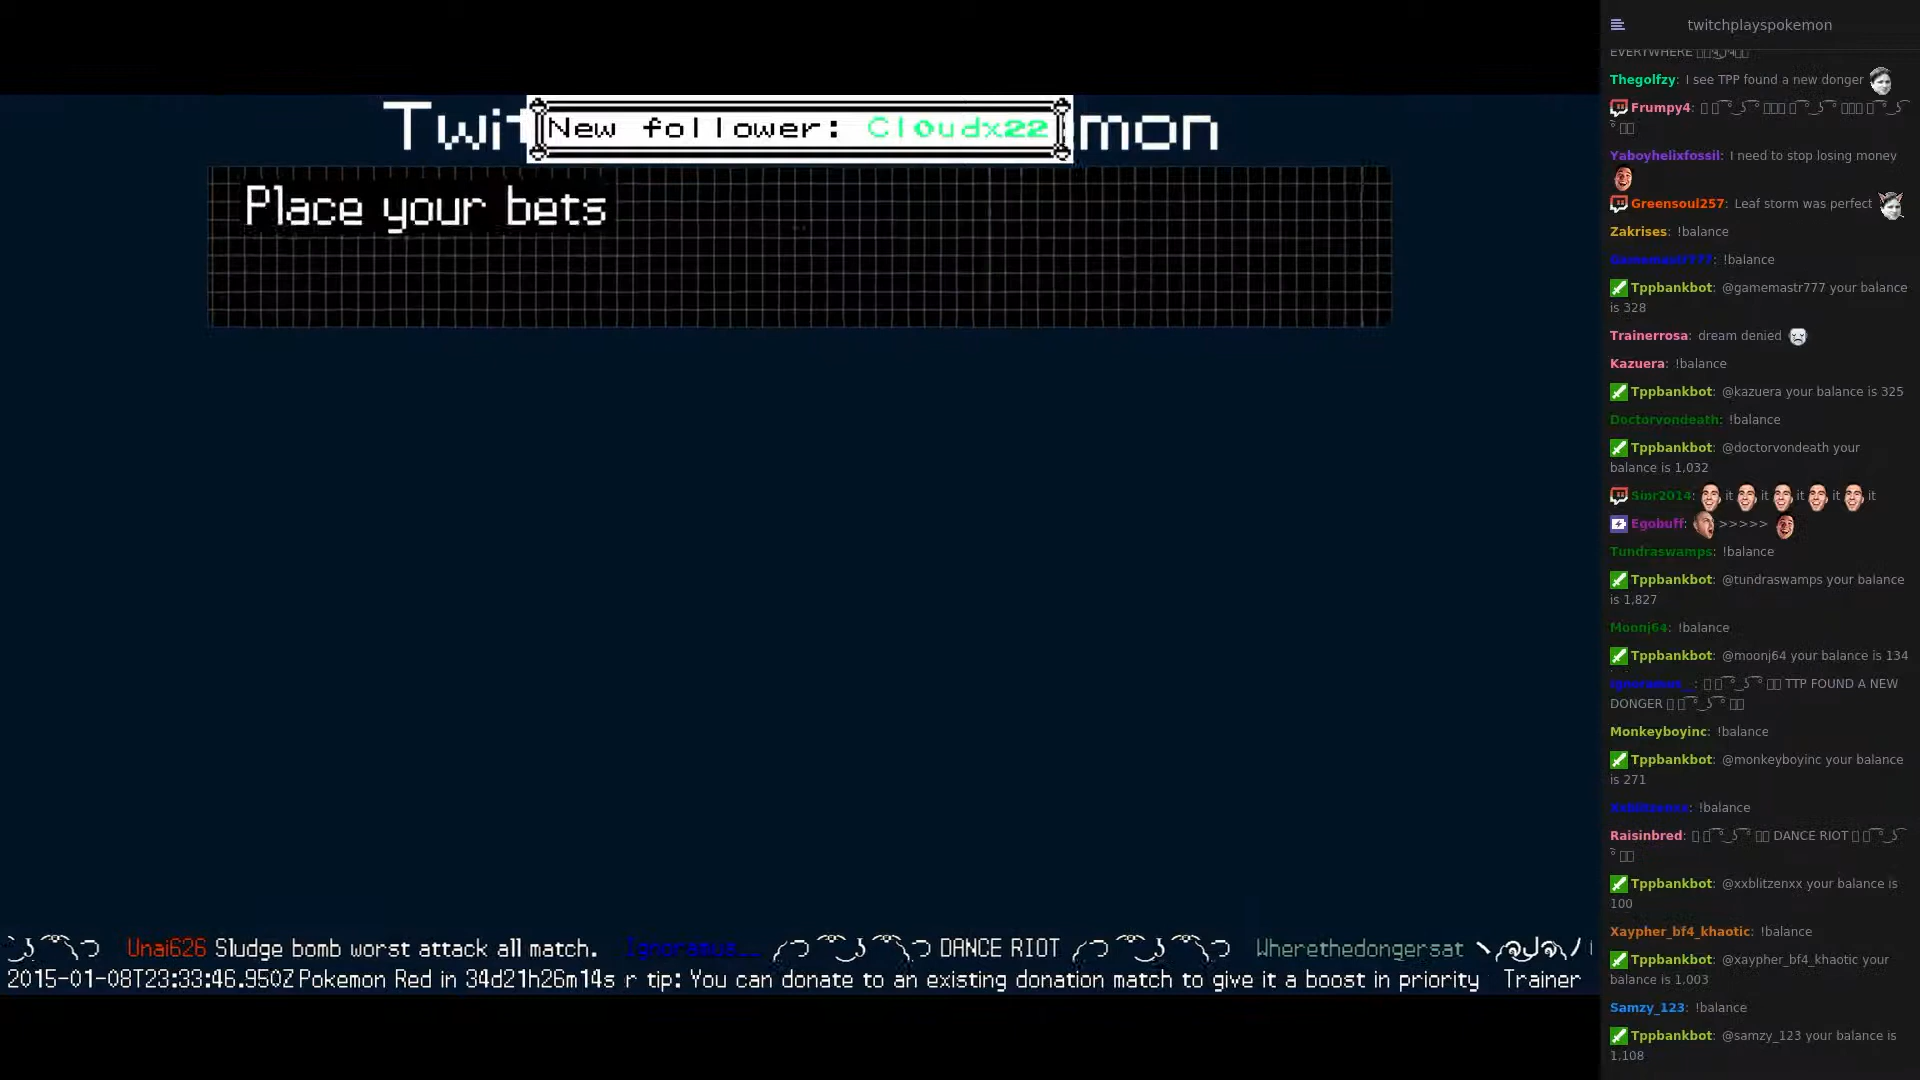 Twit mon
New follower: Cloudx22
Place your bets
Unai626 Sludge bomb worst attack all match. Ignoramus__ DANCE RIOT Wherethedongersat
2015-01-08T23:33:46.950Z Pokemon Red in 34d21h26m14s r tip: You can donate to an existing donation match to give it a boost in priority Trainer
twitchplayspokemon
EVERYWHERE
Thegolfzy: I see TPP found a new donger
Frumpy4:
Yaboyhelixfossil: I need to stop losing money
Greensoul257: Leaf storm was perfect
Zakrises: !balance
Gamemastr777: !balance
Tppbankbot: @gamemastr777 your balance
is 328
Trainerrosa: dream denied
Kazuera: !balance
Tppbankbot: @kazuera your balance is 325
Doctorvondeath: !balance
Tppbankbot: @doctorvondeath your
balance is 1,032
Sinr2014: it it it it it
Egobuff: >>>>>
Tundraswamps: !balance
Tppbankbot: @tundraswamps your balance
is 1,827
Moonj64: !balance
Tppbankbot: @moonj64 your balance is 134
Ignoramus__: TTP FOUND A NEW
DONGER
Monkeyboyinc: !balance
Tppbankbot: @monkeyboyinc your balance
is 271
Xxblitzenxx: !balance
Raisinbred: DANCE RIOT
Tppbankbot: @xxblitzenxx your balance is
100
Xaypher_bf4_khaotic: !balance
Tppbankbot: @xaypher_bf4_khaotic your
balance is 1,003
Samzy_123: !balance
Tppbankbot: @samzy_123 your balance is
1,108